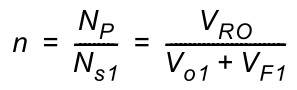 n = N_P / N_s1 = V_RO / (V_o1 + V_F1)